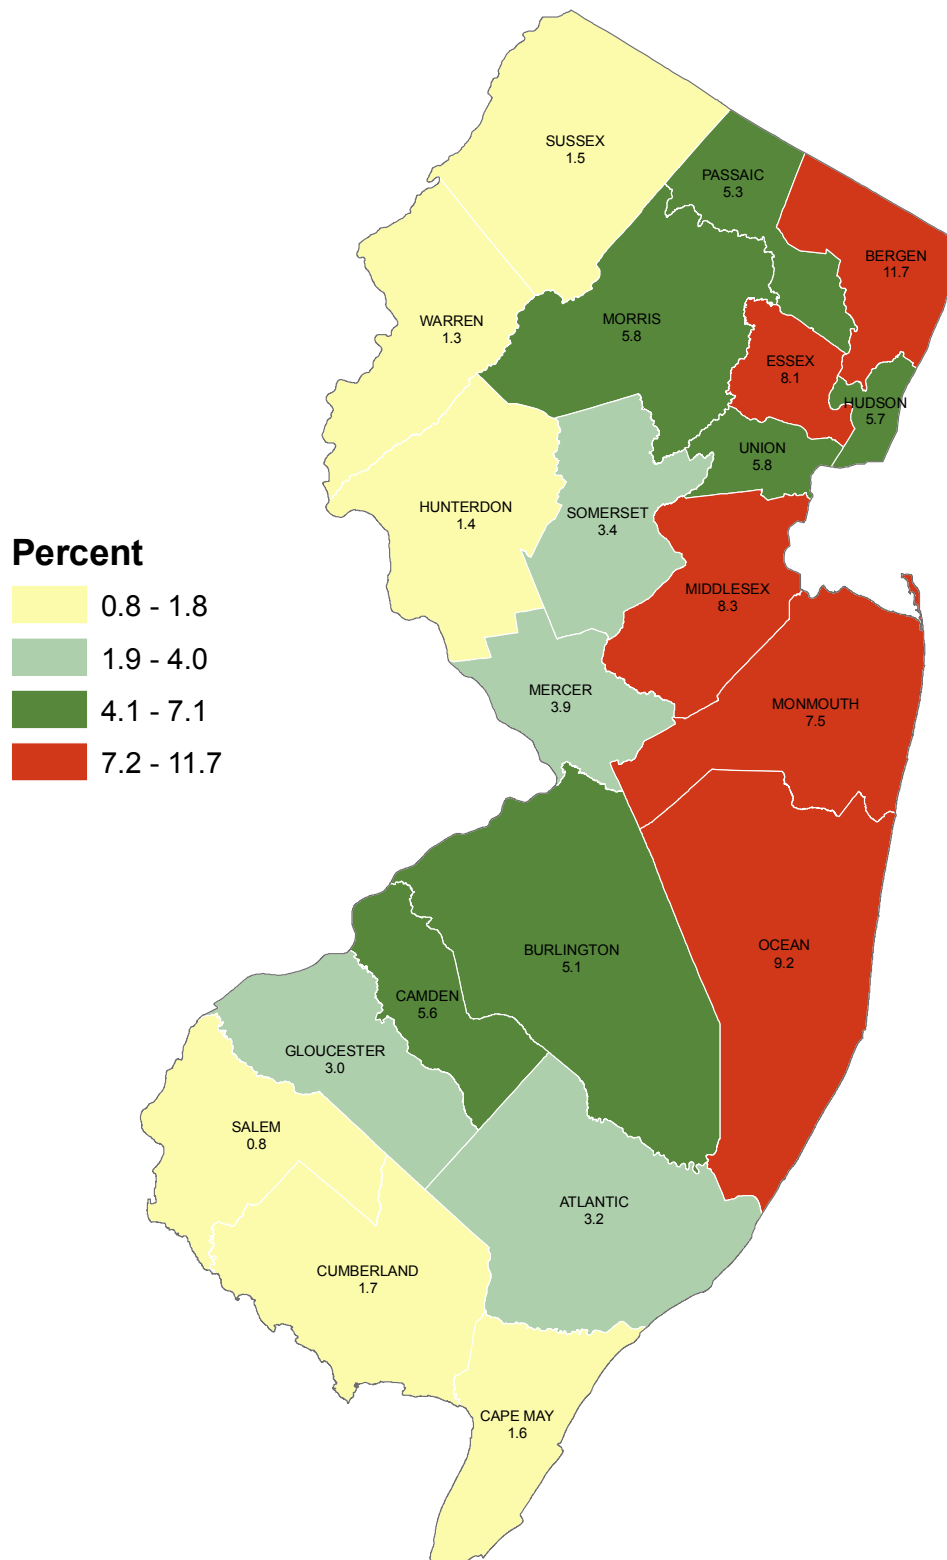 SUSSEX
1.5
PASSAIC
5.3
BERGEN
11.7
WARREN
1.3
MORRIS
5.8
ESSEX
8.1
HUDSON
5.7
UNION
5.8
HUNTERDON
1.4
SOMERSET
3.4
Percent
0.8 - 1.8
1.9 - 4.0
4.1 - 7.1
7.2 - 11.7
MIDDLESEX
8.3
MERCER
3.9
MONMOUTH
7.5
OCEAN
9.2
BURLINGTON
5.1
CAMDEN
5.6
GLOUCESTER
3.0
SALEM
0.8
ATLANTIC
3.2
CUMBERLAND
1.7
CAPE MAY
1.6